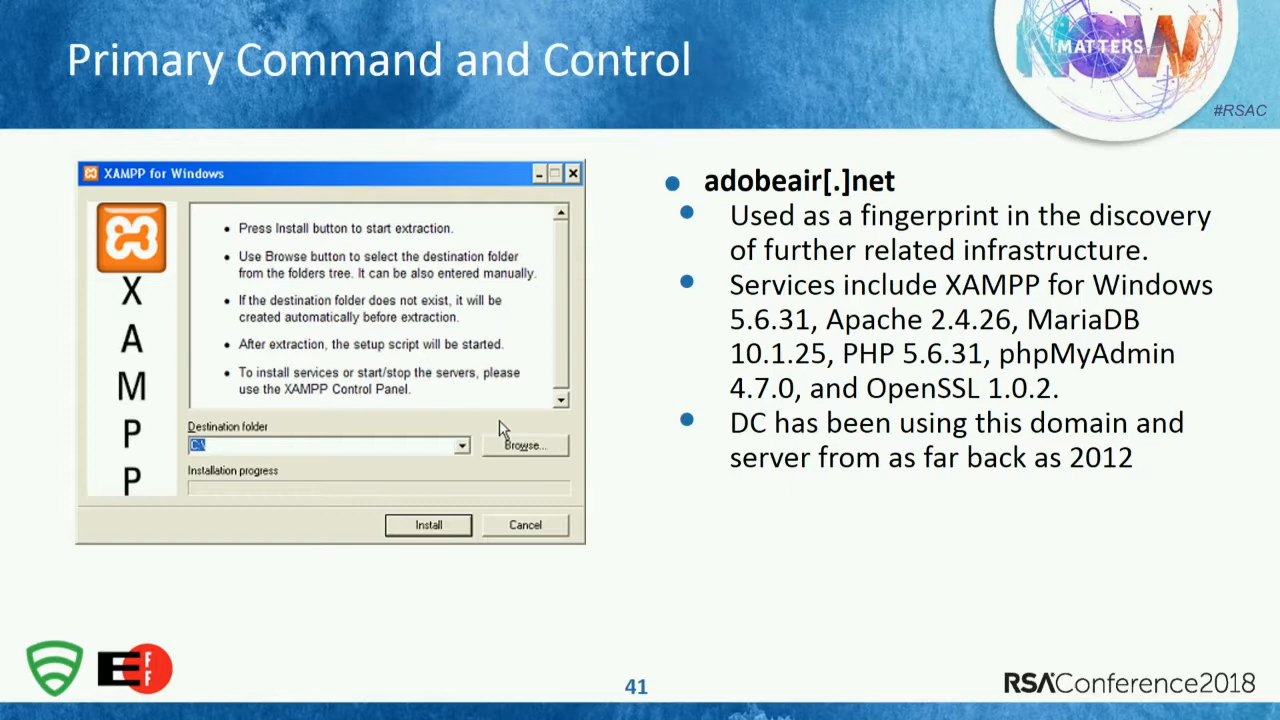 Primary Command and Control
NOW
MATTERS
#RSAC
XAMPP for Windows
X
A
M
P
P
• Press Install button to start extraction.
• Use Browse button to select the destination folder
from the folders tree. It can be also entered manually.
• If the destination folder does not exist, it will be
created automatically before extraction.
• After extraction, the setup script will be started.
• To install services or start/stop the servers, please
use the XAMPP Control Panel.
Destination folder
C:\
Browse...
Installation progress
Install
Cancel
• adobeair[.]net
• Used as a fingerprint in the discovery
of further related infrastructure.
• Services include XAMPP for Windows
5.6.31, Apache 2.4.26, MariaDB
10.1.25, PHP 5.6.31, phpMyAdmin
4.7.0, and OpenSSL 1.0.2.
• DC has been using this domain and
server from as far back as 2012
EFF
41
RSAConference2018